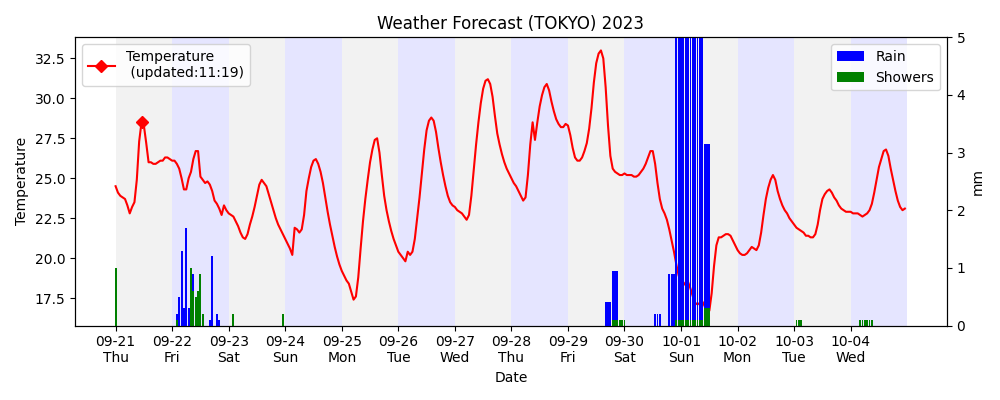 Weather Forecast (TOKYO) 2023
Temperature
(updated:11:19)
Rain
Showers
Temperature
32.5
30.0
27.5
25.0
22.5
20.0
17.5
5
4
3
2
1
0
mm
09-21 09-22 09-23 09-24 09-25 09-26 09-27 09-28 09-29 09-30 10-01 10-02 10-03 10-04
Thu Fri Sat Sun Mon Tue Wed Thu Fri Sat Sun Mon Tue Wed
Date